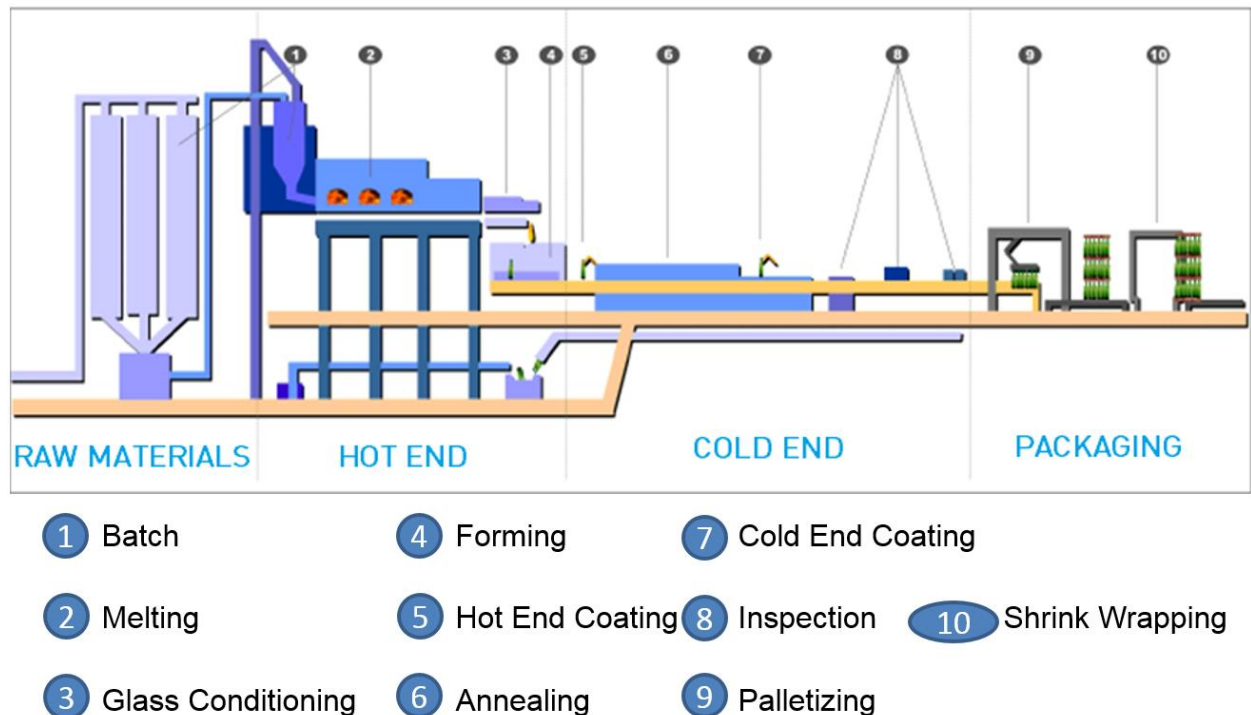 1 2 3 4 5 6 7 8 9 10
RAW MATERIALS HOT END COLD END PACKAGING
1 Batch 4 Forming 7 Cold End Coating
2 Melting 5 Hot End Coating 8 Inspection 10 Shrink Wrapping
3 Glass Conditioning 6 Annealing 9 Palletizing